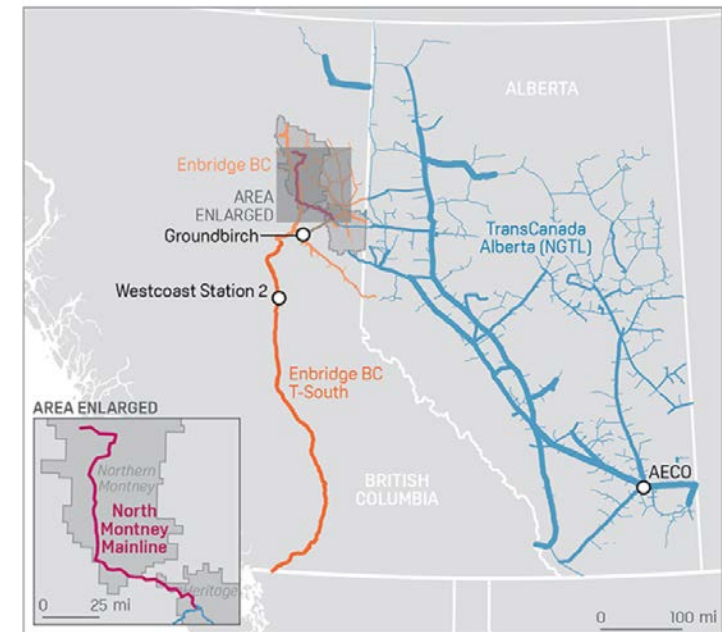 ALBERTA
Enbridge BC
AREA
ENLARGED
Groundbirch
TransCanada
Alberta (NGTL)
Westcoast Station 2
Enbridge BC
T-South
AREA ENLARGED
AECO
BRITISH
COLUMBIA
Northern
Montney
North
Montney
Mainline
Heritage
0 25 mi
0 100 mi